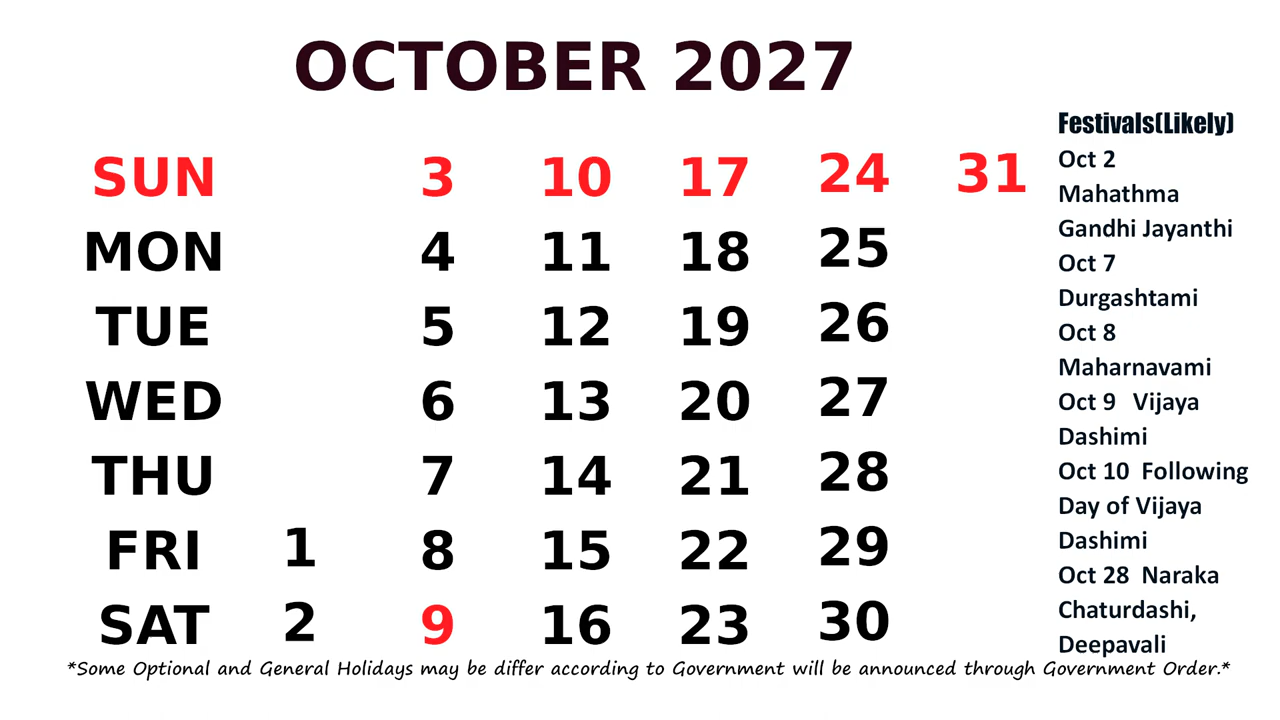 OCTOBER 2027
SUN 3 10 17 24 31
MON 4 11 18 25
TUE 5 12 19 26
WED 6 13 20 27
THU 7 14 21 28
FRI 1 8 15 22 29
SAT 2 9 16 23 30
Festivals(Likely)
Oct 2
Mahathma
Gandhi Jayanthi
Oct 7
Durgashtami
Oct 8
Maharnavami
Oct 9 Vijaya
Dashimi
Oct 10 Following
Day of Vijaya
Dashimi
Oct 28 Naraka
Chaturdashi,
Deepavali
*Some Optional and General Holidays may be differ according to Government will be announced through Government Order.*